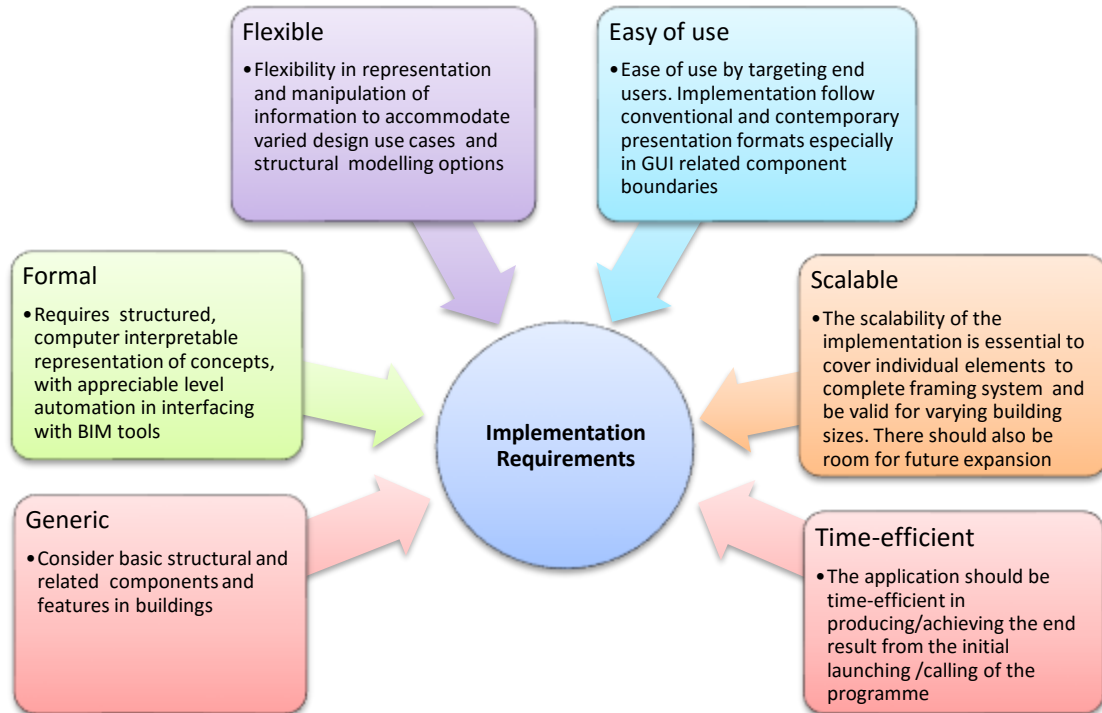 Flexible
•Flexibility in representation
and manipulation of
information to accommodate
varied design use cases and
structural modelling options
Easy of use
•Ease of use by targeting end
users. Implementation follow
conventional and contemporary
presentation formats especially
in GUI related component
boundaries
Formal
•Requires structured,
computer interpretable
representation of concepts,
with appreciable level
automation in interfacing
with BIM tools
Scalable
•The scalability of the
implementation is essential to
cover individual elements to
complete framing system and
be valid for varying building
sizes. There should also be
room for future expansion
Implementation
Requirements
Generic
•Consider basic structural and
related components and
features in buildings
Time-efficient
•The application should be
time-efficient in
producing/achieving the end
result from the initial
launching /calling of the
programme